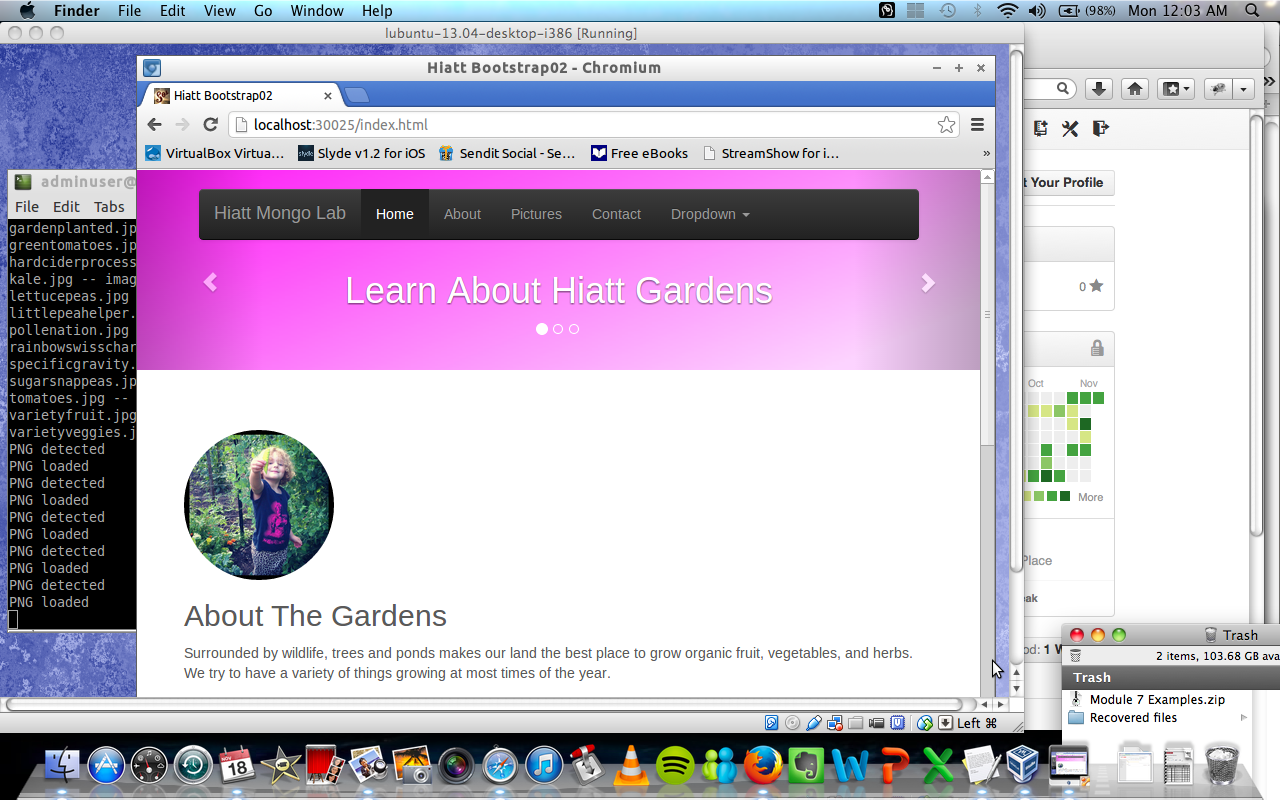 Finder File Edit View Go Window Help (98%) Mon 12:03 AM
lubuntu-13.04-desktop-i386 [Running]
Hiatt Bootstrap02 - Chromium
Hiatt Bootstrap02
localhost:30025/index.html
VirtualBox Virtua... Slyde v1.2 for iOS Sendit Social - Se... Free eBooks StreamShow for i... »
adminuser@
File Edit Tabs
gardenplanted.jp
greentomatoes.jp
hardciderprocess
kale.jpg -- imag
lettucepeas.jpg
littlepeahelper.
pollenation.jpg
rainbowswisschar
specificgravity.
sugarsnappeas.jp
tomatoes.jpg --
varietyfruit.jpg
varietyveggies.j
PNG detected
PNG loaded
PNG detected
PNG loaded
PNG detected
PNG loaded
PNG detected
PNG loaded
PNG detected
PNG loaded
Hiatt Mongo Lab Home About Pictures Contact Dropdown
Learn About Hiatt Gardens
About The Gardens
Surrounded by wildlife, trees and ponds makes our land the best place to grow organic fruit, vegetables, and herbs.
We try to have a variety of things growing at most times of the year.
Left ⌘
»
t Your Profile
0
Oct Nov
More
Place
eak
od: 1 W
Trash
2 items, 103.68 GB ava
Trash
Module 7 Examples.zip
Recovered files
NOV
18